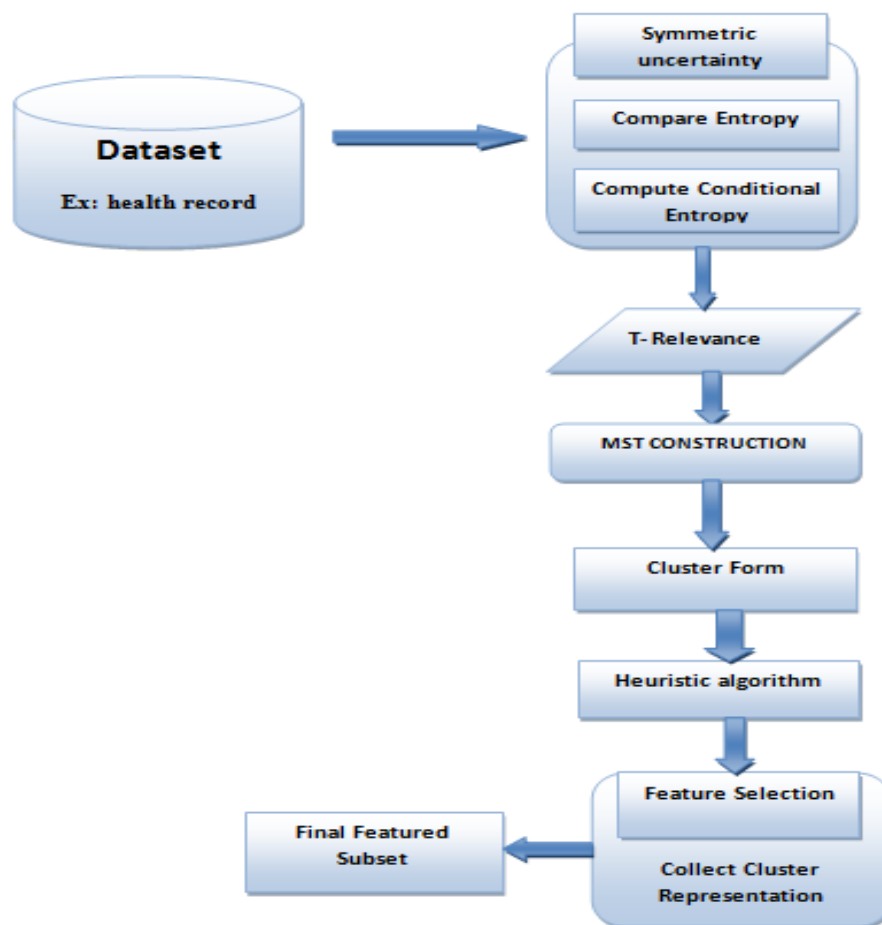 Dataset
Ex: health record
Symmetric
uncertainty
Compare Entropy
Compute Conditional
Entropy
T- Relevance
MST CONSTRUCTION
Cluster Form
Heuristic algorithm
Feature Selection
Collect Cluster
Representation
Final Featured
Subset